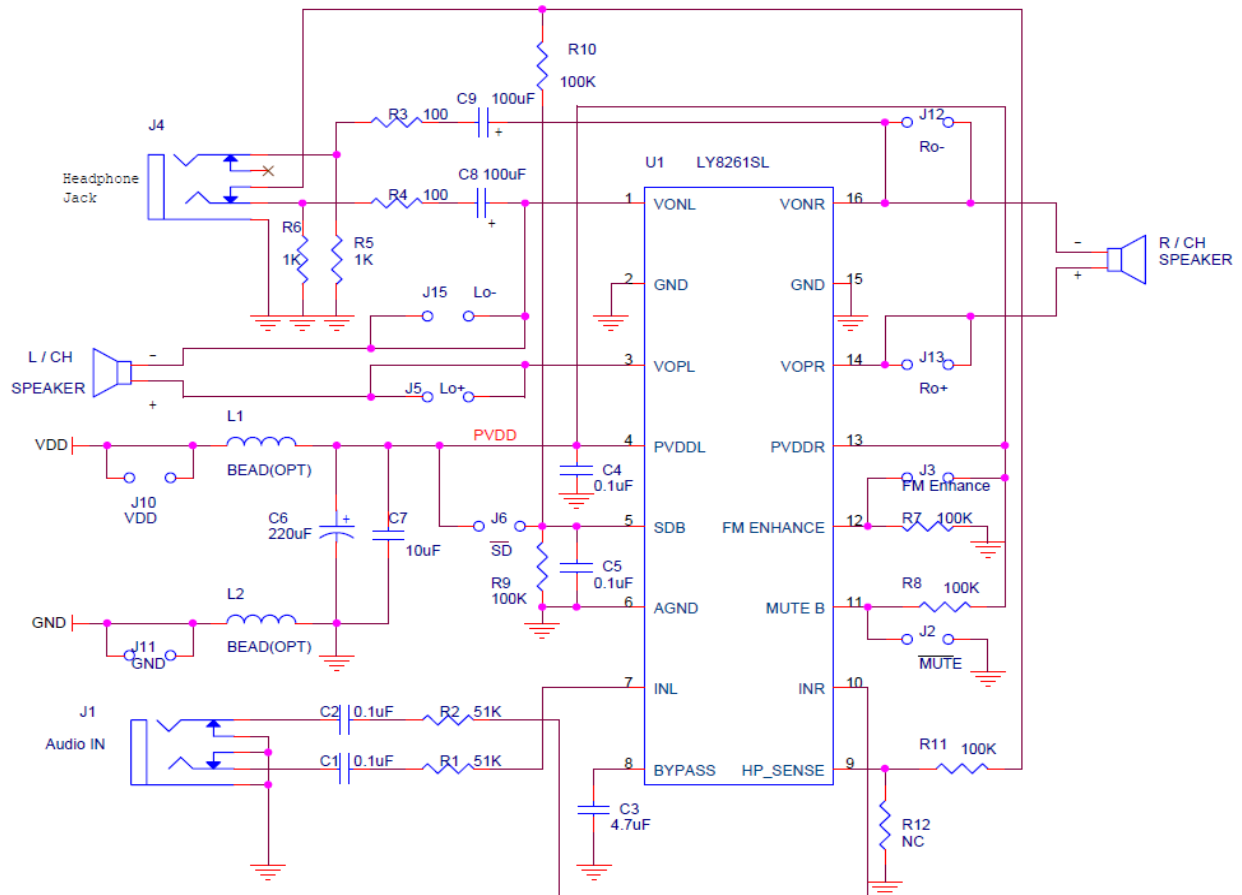 R10
100K
C9 100uF
R3 100
J4
Headphone
Jack
C8 100uF
R4 100
+
+
R6
1K
R5
1K
J12
Ro-
U1 LY8261SL
1 VONL
VONR 16
2 GND
GND 15
3 VOPL
VOPR 14
4 PVDDL
PVDDR 13
5 SDB
FM ENHANCE 12
6 AGND
MUTE B 11
7 INL
INR 10
8 BYPASS
HP_SENSE 9
-
+
R / CH
SPEAKER
J15 Lo-
J13
Ro+
L / CH
SPEAKER
-
+
J5 Lo+
L1
VDD
BEAD(OPT)
PVDD
J10
VDD
C4
0.1uF
J3
FM Enhance
R7 100K
C6
220uF
+
C7
10uF
J6
SD
C5
0.1uF
R9
100K
R8
100K
L2
GND
J11
GND
BEAD(OPT)
J2
MUTE
J1
Audio IN
C2 0.1uF
R2 51K
C1 0.1uF
R1 51K
C3
4.7uF
R11
100K
R12
NC